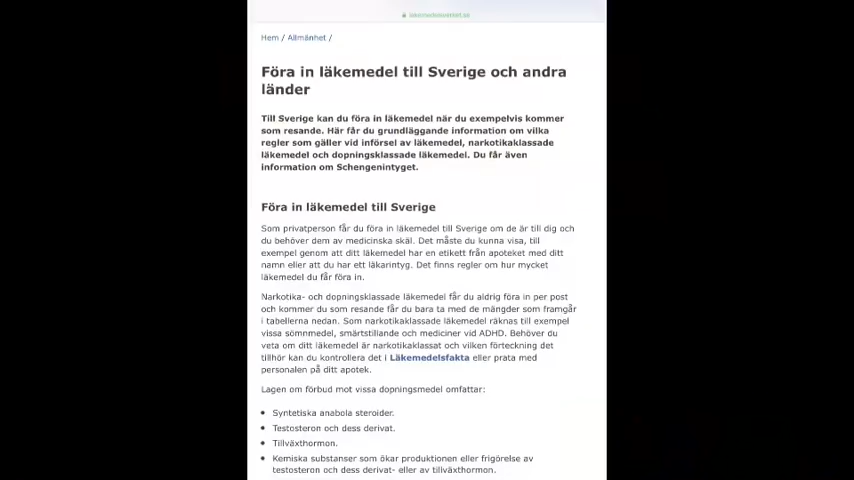 lakemedelsverket.se
Hem / Allmänhet /
Föra in läkemedel till Sverige och andra
länder
Till Sverige kan du föra in läkemedel när du exempelvis kommer
som resande. Här får du grundläggande information om vilka
regler som gäller vid införsel av läkemedel, narkotikaklassade
läkemedel och dopningsklassade läkemedel. Du får även
information om Schengenintyget.
Föra in läkemedel till Sverige
Som privatperson får du föra in läkemedel till Sverige om de är till dig och
du behöver dem av medicinska skäl. Det måste du kunna visa, till
exempel genom att ditt läkemedel har en etikett från apoteket med ditt
namn eller att du har ett läkarintyg. Det finns regler om hur mycket
läkemedel du får föra in.
Narkotika- och dopningsklassade läkemedel får du aldrig föra in per post
och kommer du som resande får du bara ta med de mängder som framgår
i tabellerna nedan. Som narkotikaklassade läkemedel räknas till exempel
vissa sömnmedel, smärtstillande och mediciner vid ADHD. Behöver du
veta om ditt läkemedel är narkotikaklassat och vilken förteckning det
tillhör kan du kontrollera det i Läkemedelsfakta eller prata med
personalen på ditt apotek.
Lagen om förbud mot vissa dopningsmedel omfattar:
• Syntetiska anabola steroider.
• Testosteron och dess derivat.
• Tillväxthormon.
• Kemiska substanser som ökar produktionen eller frigörelse av
testosteron och dess derivat- eller av tillväxthormon.